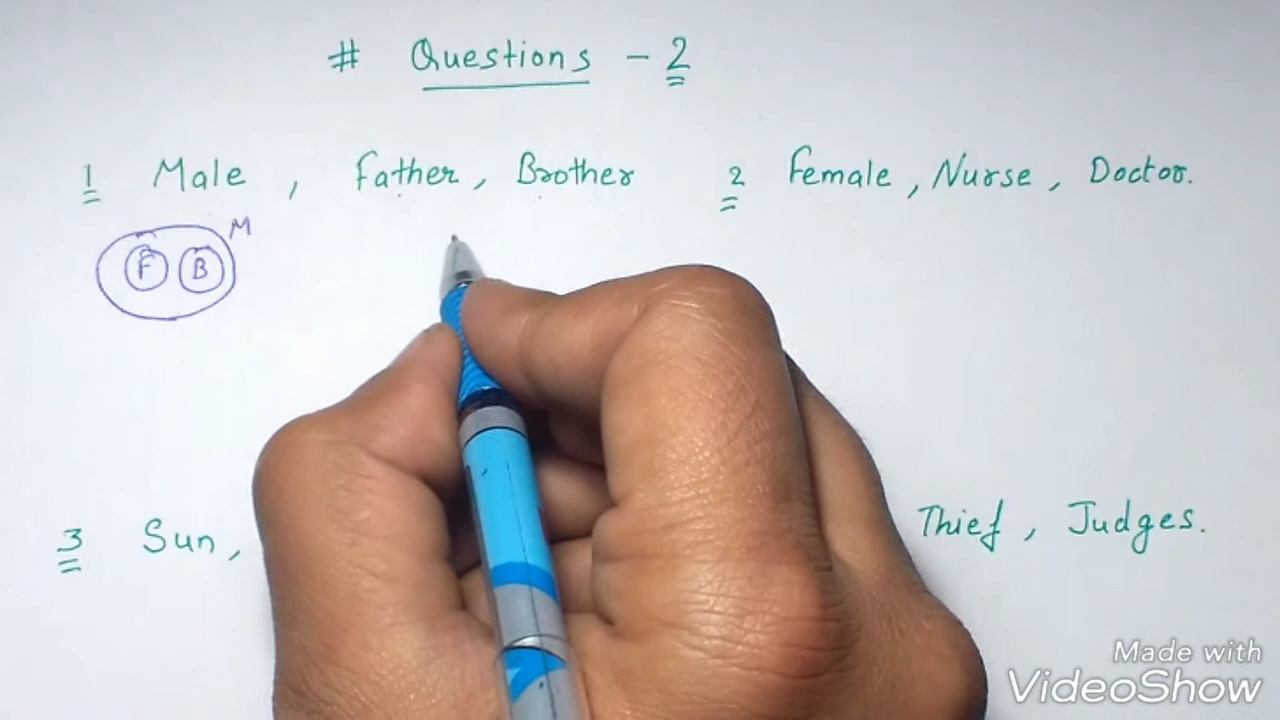 # Questions - 2
1 Male , Father , Brother
2 Female , Nurse , Doctor.
M
F B
3 Sun ,
Thief , Judges.
Made with
VideoShow